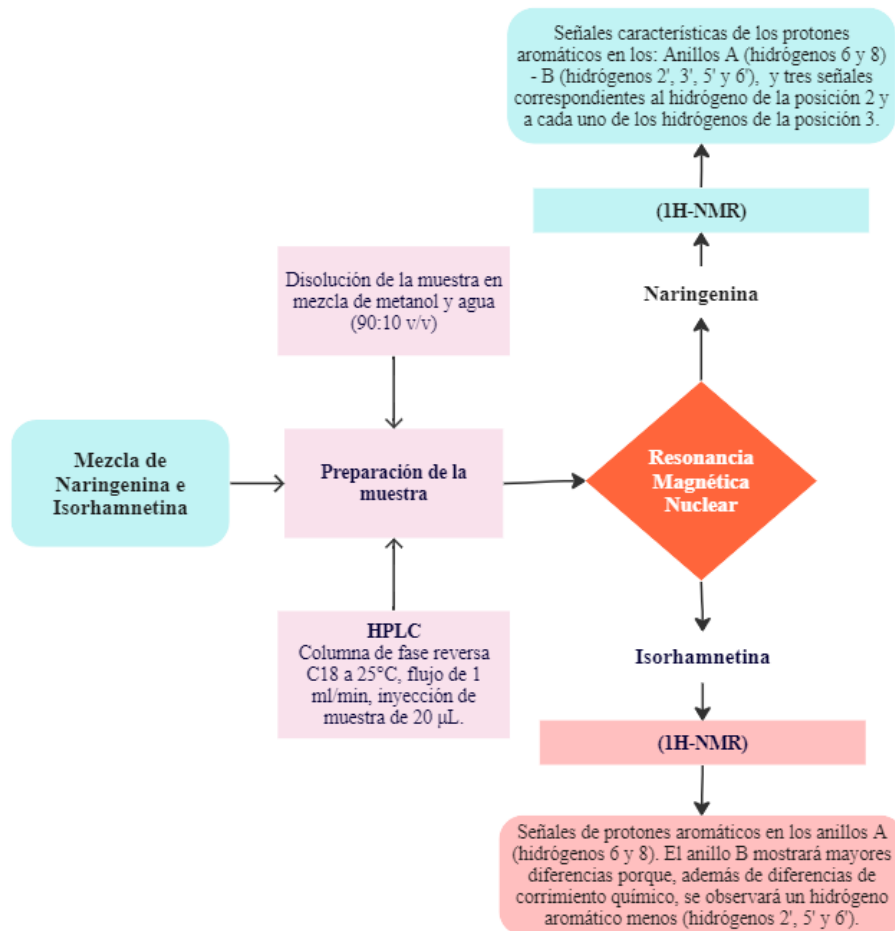 Señales características de los protones
aromáticos en los: Anillos A (hidrógenos 6 y 8)
- B (hidrógenos 2', 3', 5' y 6'), y tres señales
correspondientes al hidrógeno de la posición 2 y
a cada uno de los hidrógenos de la posición 3.
(1H-NMR)
Naringenina
Disolución de la muestra en
mezcla de metanol y agua
(90:10 v/v)
Mezcla de
Naringenina e
Isorhamnetina
Preparación de la
muestra
Resonancia
Magnética
Nuclear
HPLC
Columna de fase reversa
C18 a 25°C, flujo de 1
ml/min, inyección de
muestra de 20 μL.
Isorhamnetina
(1H-NMR)
Señales de protones aromáticos en los anillos A
(hidrógenos 6 y 8). El anillo B mostrará mayores
diferencias porque, además de diferencias de
corrimiento químico, se observará un hidrógeno
aromático menos (hidrógenos 2', 5' y 6').